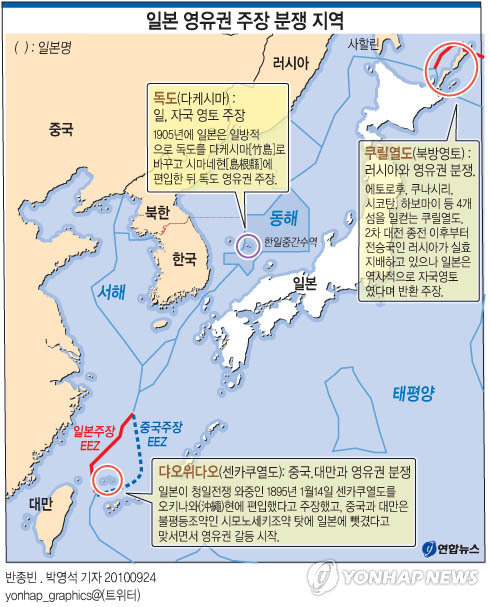 일본 영유권 주장 분쟁 지역
( ) : 일본명
사할린
러시아
중국
독도(다케시마) :
일, 자국 영토 주장
1905년에 일본은 일방적
으로 독도를 다케시마[竹島]로
바꾸고 시마네현[島根縣]에
편입한 뒤 독도 영유권 주장.
쿠릴열도(북방영토) :
러시아와 영유권 분쟁.
에토로후, 쿠나시리,
시코탄, 하보마이 등 4개
섬을 일컫는 쿠릴열도.
2차 대전 종전 이후부터
전승국인 러시아가 실효
지배하고 있으나 일본은
역사적으로 자국영토
였다며 반환 주장.
북한
동해
한일중간수역
한국
서해
일본
태평양
일본주장
EEZ
중국주장
EEZ
댜오위다오(센카쿠열도): 중국,대만과 영유권 분쟁
일본이 청일전쟁 와중인 1895년 1월14일 센카쿠열도를
오키나와(沖繩)현에 편입했다고 주장했고, 중국과 대만은
불평등조약인 시모노세키조약 탓에 일본에 뺏겼다고
맞서면서 영유권 갈등 시작.
대만
연합뉴스
반종빈, 박영석 기자 20100924
yonhap_graphics@(트위터)
YONHAP NEWS